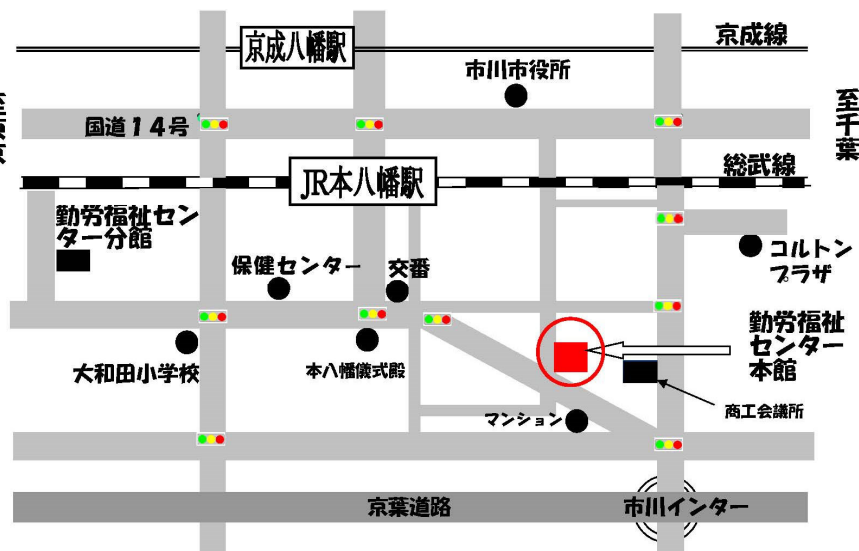 京成八幡駅
京成線
市川市役所
国道14号
至千葉
JR本八幡駅
総武線
勤労福祉セン
ター分館
保健センター
交番
コルトン
プラザ
大和田小学校
本八幡儀式殿
勤労福祉
センター
本館
商工会議所
マンション
京葉道路
市川インター